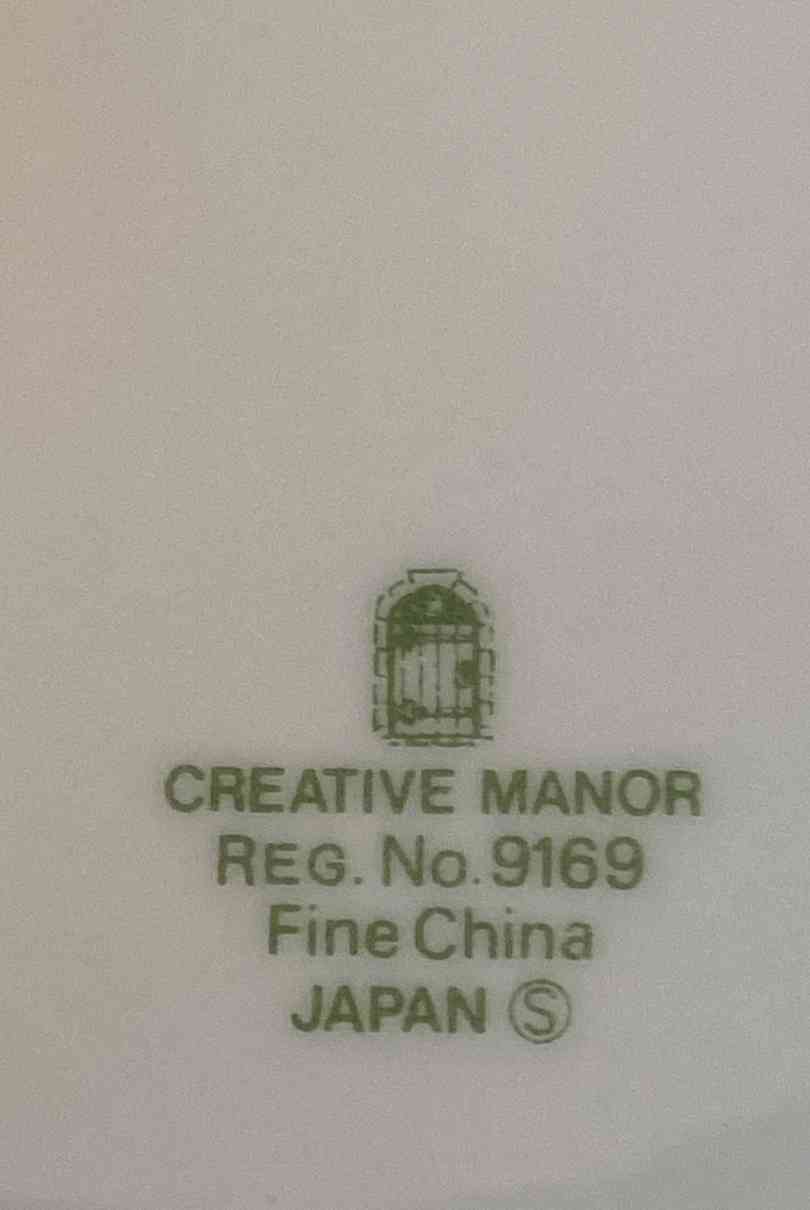 CREATIVE MANOR
REG. No. 9169
Fine China
JAPAN Ⓢ